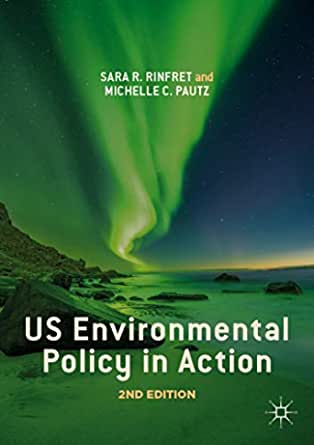 SARA R. RINFRET and
MICHELLE C. PAUTZ
US Environmental
Policy in Action
2ND EDITION